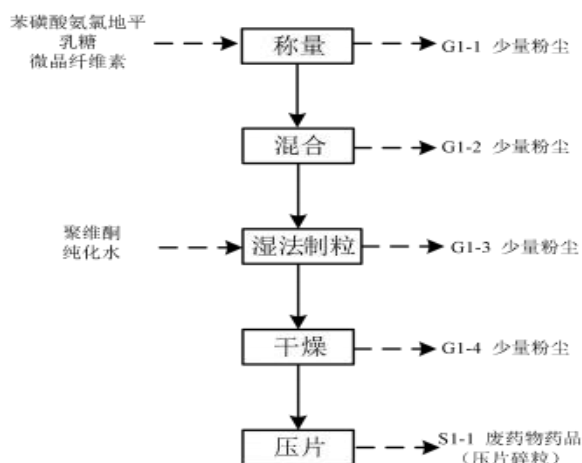 苯磺酸氨氯地平
乳糖
微晶纤维素
称量
G1-1 少量粉尘
混合
G1-2 少量粉尘
聚维酮
纯化水
湿法制粒
G1-3 少量粉尘
干燥
G1-4 少量粉尘
压片
S1-1 废药物药品
（压片碎粒）